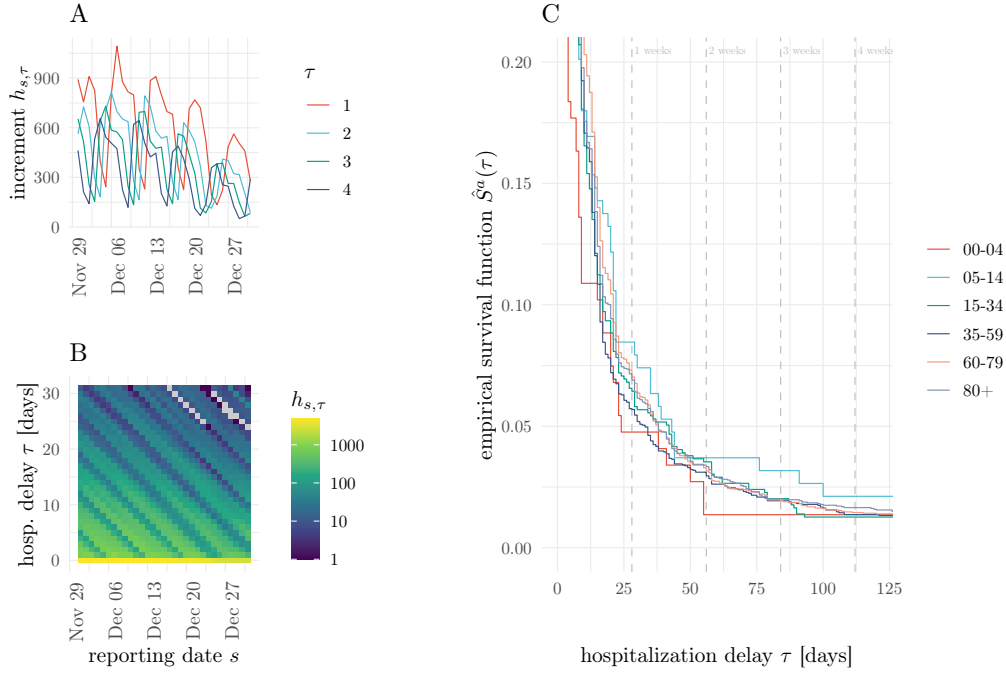 A
increment h_{s,τ}
900
600
300
0
Nov 29
Dec 06
Dec 13
Dec 20
Dec 27
τ
1
2
3
4
B
hosp. delay τ [days]
30
20
10
0
Nov 29
Dec 06
Dec 13
Dec 20
Dec 27
reporting date s
h_{s,τ}
1000
100
10
1
C
empirical survival function Ŝ^a(τ)
0.20
0.15
0.10
0.05
0.00
1 weeks
2 weeks
3 weeks
4 weeks
0
25
50
75
100
125
hospitalization delay τ [days]
00-04
05-14
15-34
35-59
60-79
80+